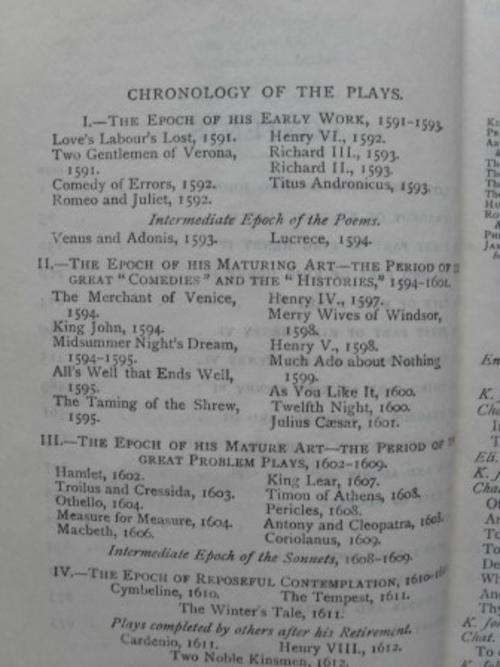 CHRONOLOGY OF THE PLAYS.
I.—THE EPOCH OF HIS EARLY WORK, 1591-1593.
Love's Labour's Lost, 1591.
Two Gentlemen of Verona,
1591.
Comedy of Errors, 1592.
Romeo and Juliet, 1592.
Henry VI., 1592.
Richard III., 1593.
Richard II., 1593.
Titus Andronicus, 1593.
Intermediate Epoch of the Poems.
Venus and Adonis, 1593.
Lucrece, 1594.
II.—THE EPOCH OF HIS MATURING ART—THE PERIOD OF
GREAT "COMEDIES" AND THE "HISTORIES," 1594-1601.
The Merchant of Venice,
1594.
King John, 1594.
Midsummer Night's Dream,
1594-1595.
All's Well that Ends Well,
1595.
The Taming of the Shrew,
1595.
Henry IV., 1597.
Merry Wives of Windsor,
1598.
Henry V., 1598.
Much Ado about Nothing
1599.
As You Like It, 1600.
Twelfth Night, 1600.
Julius Cæsar, 1601.
III.—THE EPOCH OF HIS MATURE ART—THE PERIOD OF
GREAT PROBLEM PLAYS, 1602-1609.
Hamlet, 1602.
Troilus and Cressida, 1603.
Othello, 1604.
Measure for Measure, 1604.
Macbeth, 1606.
King Lear, 1607.
Timon of Athens, 1608.
Pericles, 1608.
Antony and Cleopatra, 1608.
Coriolanus, 1609.
Intermediate Epoch of the Sonnets, 1608-1609.
IV.—THE EPOCH OF REPOSEFUL CONTEMPLATION,
Cymbeline, 1610.
The Tempest, 1611.
The Winter's Tale, 1611.
Plays completed by others after his Retirement.
Cardenio, 1611.
Henry VIII., 1612.
Two Noble Kinsmen, 1612.